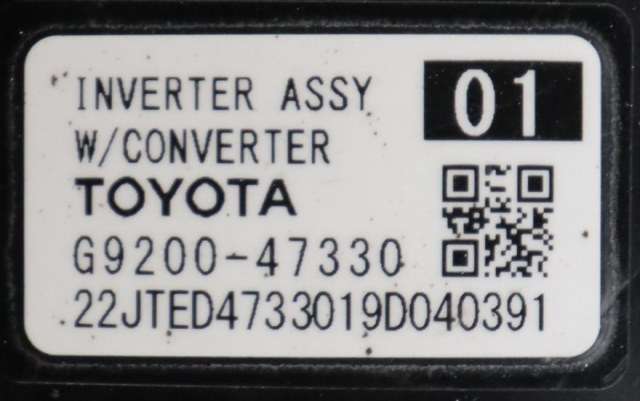 INVERTER ASSY
01
W/CONVERTER
TOYOTA
G9200-47330
22JTED4733019D040391